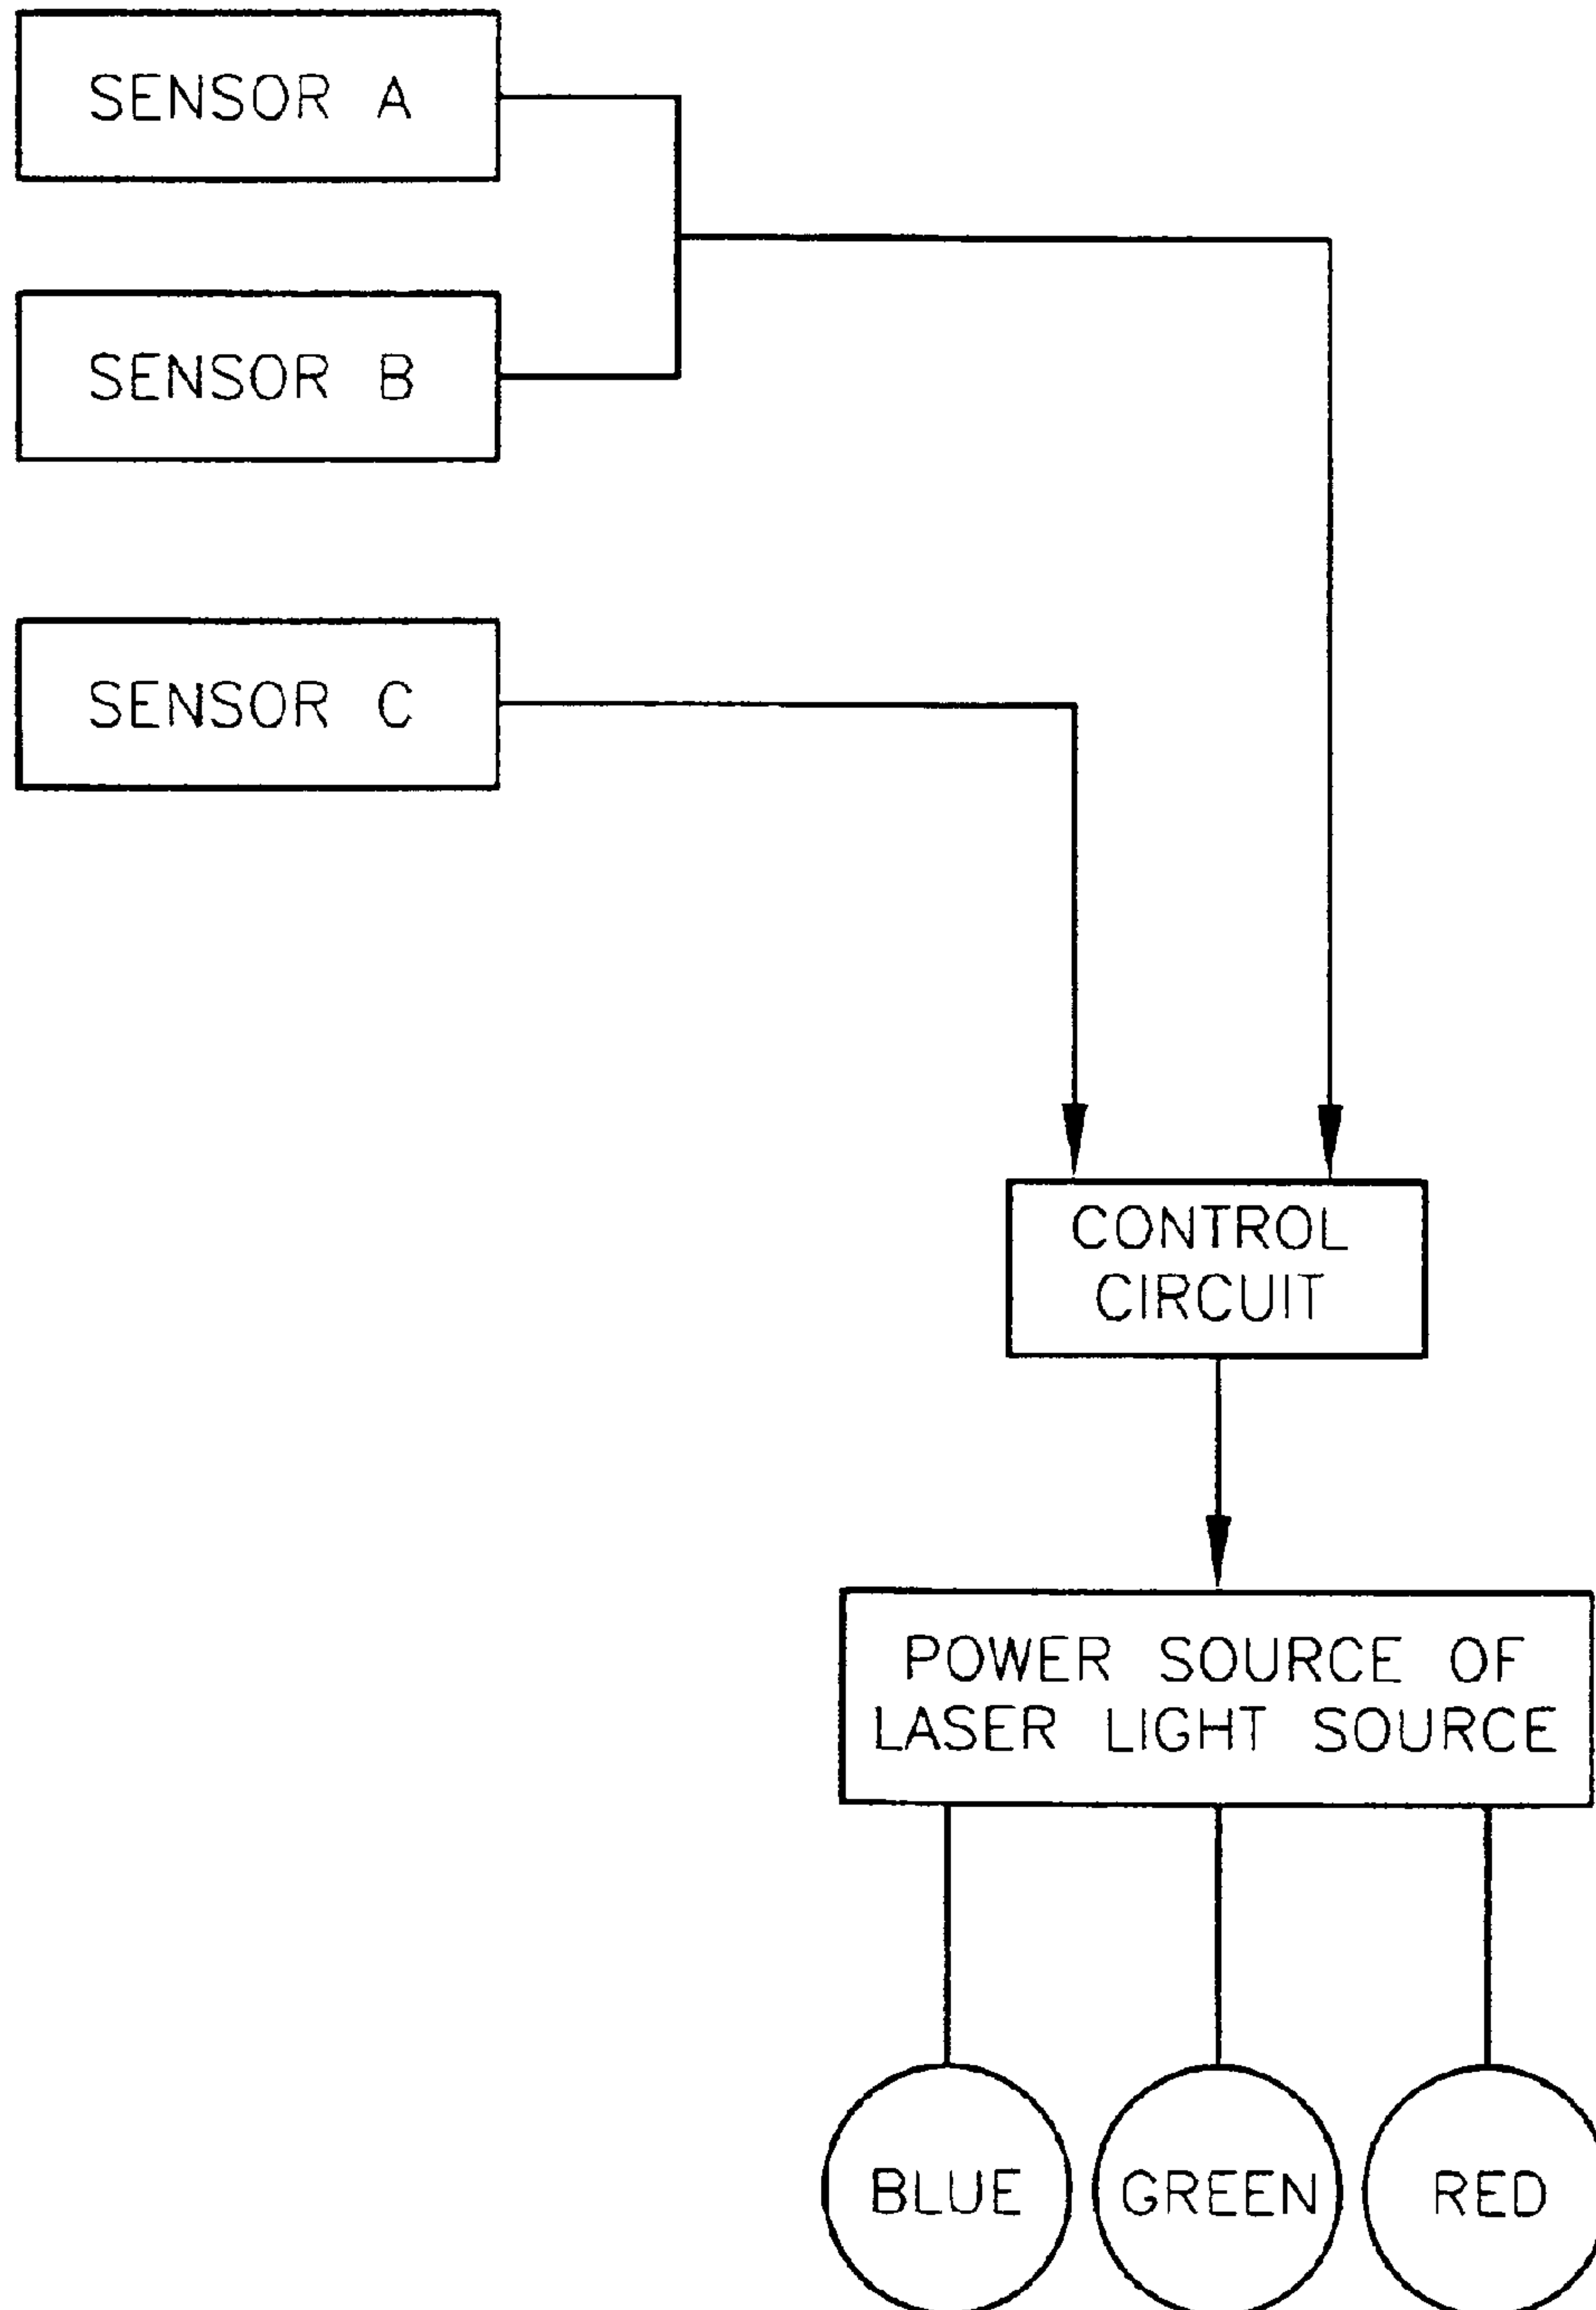 SENSOR A
SENSOR B
SENSOR C
CONTROL
CIRCUIT
POWER SOURCE OF
LASER LIGHT SOURCE
BLUE
GREEN
RED